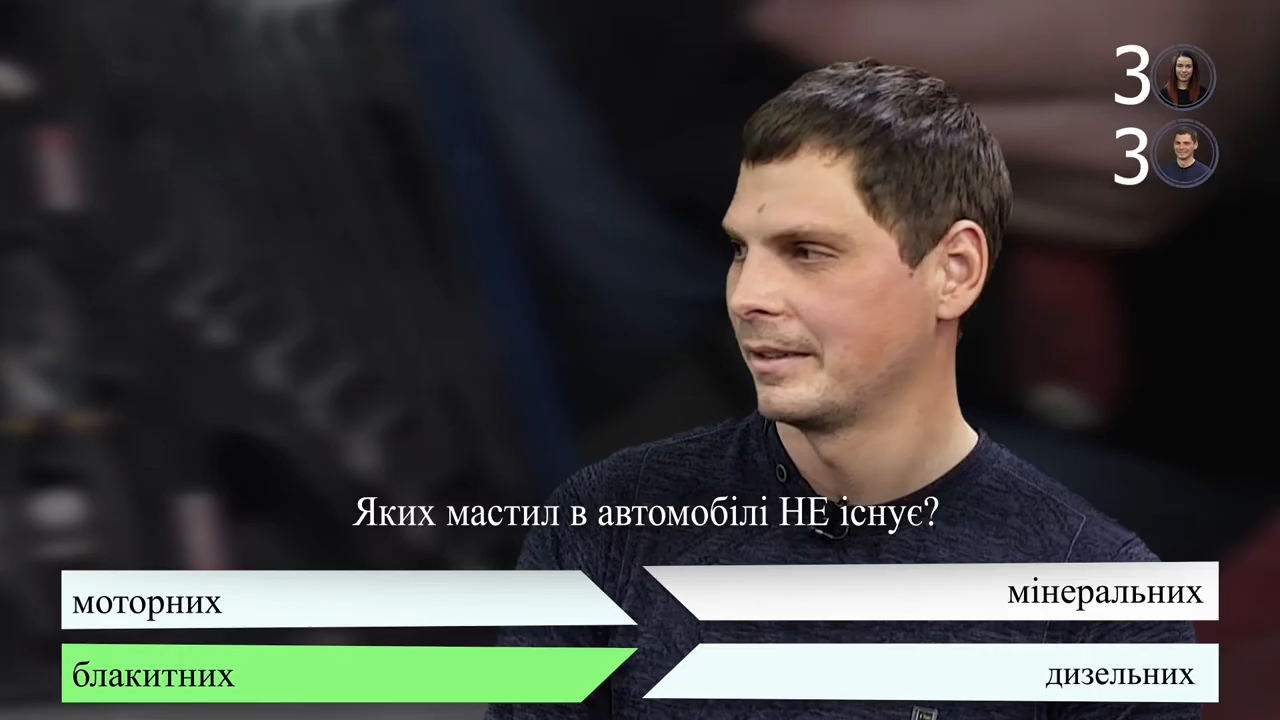 3
3
Яких мастил в автомобілі НЕ існує?
моторних
мінеральних
блакитних
дизельних